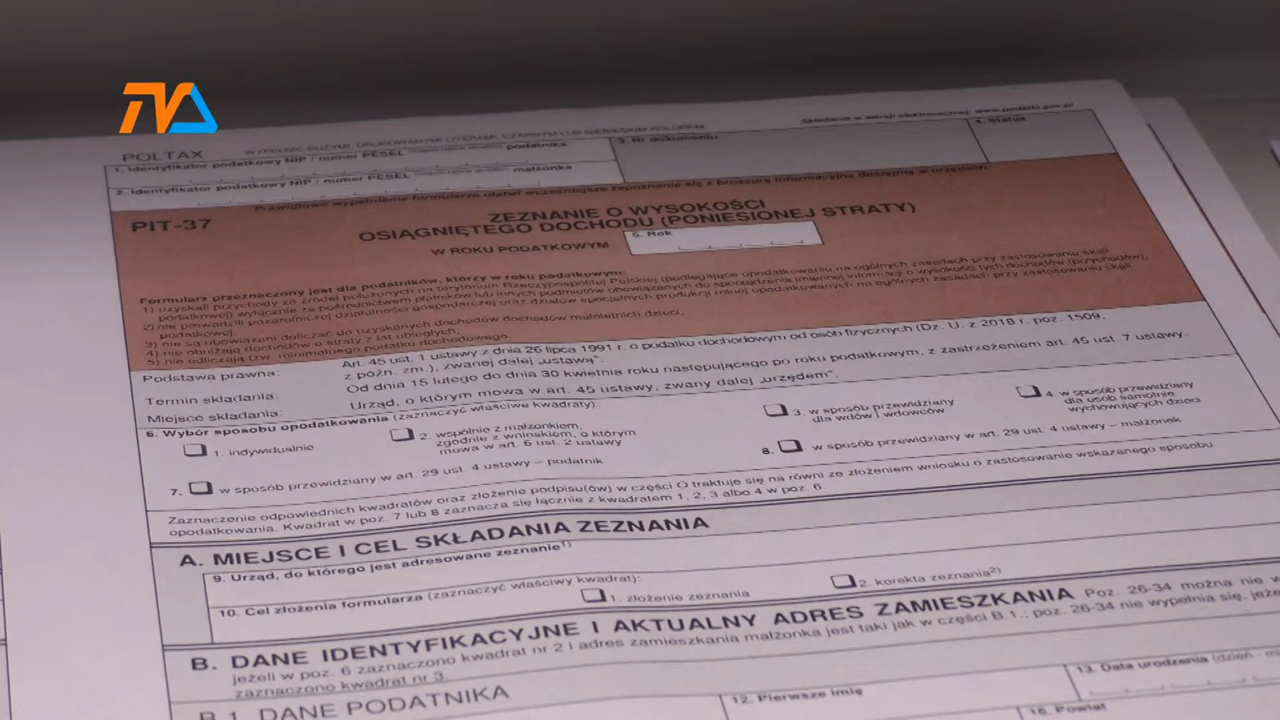 TVA
Składanie w wersji elektronicznej: www.podatki.gov.pl
POLTAX
WYPEŁNIĆ DUŻYMI, DRUKOWANYMI LITERAMI, CZARNYM LUB NIEBIESKIM KOLOREM.
1. Identyfikator podatkowy NIP / numer PESEL podatnika
3. Nr dokumentu
4. Status
2. Identyfikator podatkowy NIP / numer PESEL małżonka
Prawidłowe wypełnienie formularza ułatwi wcześniejsze zapoznanie się z broszurą informacyjną dostępną w urzędach.
PIT-37
ZEZNANIE O WYSOKOŚCI
OSIĄGNIĘTEGO DOCHODU (PONIESIONEJ STRATY)
W ROKU PODATKOWYM
5. Rok
Formularz przeznaczony jest dla podatników, którzy w roku podatkowym:
1) uzyskali przychody ze źródeł położonych na terytorium Rzeczypospolitej Polskiej (podlegające opodatkowaniu na ogólnych zasadach przy zastosowaniu skali
podatkowej) wyłącznie za pośrednictwem płatników lub innych podmiotów obowiązanych do sporządzenia imiennej informacji o wysokości tych dochodów (przychodów),
2) nie prowadzili pozarolniczej działalności gospodarczej oraz działów specjalnych produkcji rolnej opodatkowanych na ogólnych zasadach przy zastosowaniu skali
podatkowej,
3) nie są obowiązani doliczać do uzyskanych dochodów dochodów małoletnich dzieci,
4) nie obniżają dochodów o straty z lat ubiegłych,
5) nie odliczają tzw. minimalnego podatku dochodowego.
Podstawa prawna: Art. 45 ust. 1 ustawy z dnia 26 lipca 1991 r. o podatku dochodowym od osób fizycznych (Dz. U. z 2018 r. poz. 1509,
z późn. zm.), zwanej dalej „ustawą”.
Termin składania: Od dnia 15 lutego do dnia 30 kwietnia roku następującego po roku podatkowym, z zastrzeżeniem art. 45 ust. 7 ustawy.
Miejsce składania: Urząd, o którym mowa w art. 45 ustawy, zwany dalej „urzędem”.
6. Wybór sposobu opodatkowania (zaznaczyć właściwe kwadraty):
1. indywidualnie
2. wspólnie z małżonkiem,
zgodnie z wnioskiem, o którym
mowa w art. 6 ust. 2 ustawy
3. w sposób przewidziany
dla wdów i wdowców
4. w sposób przewidziany
dla osób samotnie
wychowujących dzieci
7. w sposób przewidziany w art. 29 ust. 4 ustawy – podatnik
8. w sposób przewidziany w art. 29 ust. 4 ustawy – małżonek
Zaznaczenie odpowiednich kwadratów oraz złożenie podpisu(ów) w części O traktuje się na równi ze złożeniem wniosku o zastosowanie wskazanego sposobu
opodatkowania. Kwadrat w poz. 7 lub 8 zaznacza się łącznie z kwadratem 1, 2, 3 albo 4 w poz. 6.
A. MIEJSCE I CEL SKŁADANIA ZEZNANIA
9. Urząd, do którego jest adresowane zeznanie1)
10. Cel złożenia formularza (zaznaczyć właściwy kwadrat):
1. złożenie zeznania
2. korekta zeznania2)
B. DANE IDENTYFIKACYJNE I AKTUALNY ADRES ZAMIESZKANIA Poz. 26-34 można nie w
jeżeli w poz. 6 zaznaczono kwadrat nr 2 i adres zamieszkania małżonka jest taki jak w części B.1.; poz. 26-34 nie wypełnia się, jeże
zaznaczono kwadrat nr 3.
B.1. DANE PODATNIKA
12. Pierwsze imię
13. Data urodzenia (dzień - mi
16. Powiat